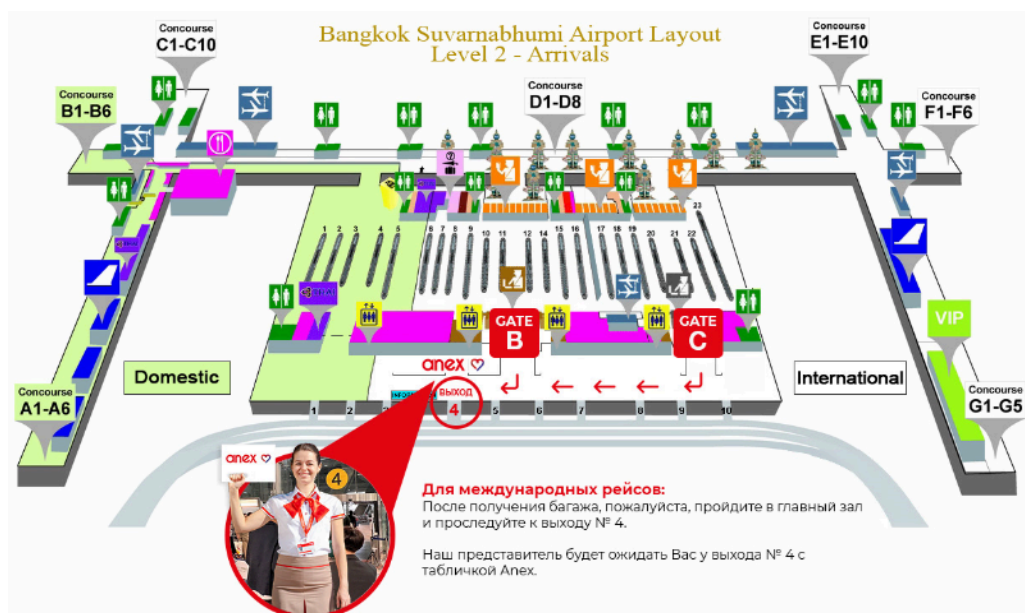 Bangkok Suvarnabhumi Airport Layout
Level 2 - Arrivals
Concourse
C1-C10
Concourse
E1-E10
Concourse
B1-B6
Concourse
D1-D8
Concourse
F1-F6
23
1 2 3 4 5 6 7 8 9 10 11 12 14 15 16 17 18 19 20 21 22
VIP
GATE
B
GATE
C
Domestic
anex
International
Concourse
A1-A6
Concourse
G1-G5
ВЫХОД
4
1 2 5 6 7 8 9 10
anex
4
Для международных рейсов:
После получения багажа, пожалуйста, пройдите в главный зал
и проследуйте к выходу № 4.
Наш представитель будет ожидать Вас у выхода № 4 с
табличкой Anex.